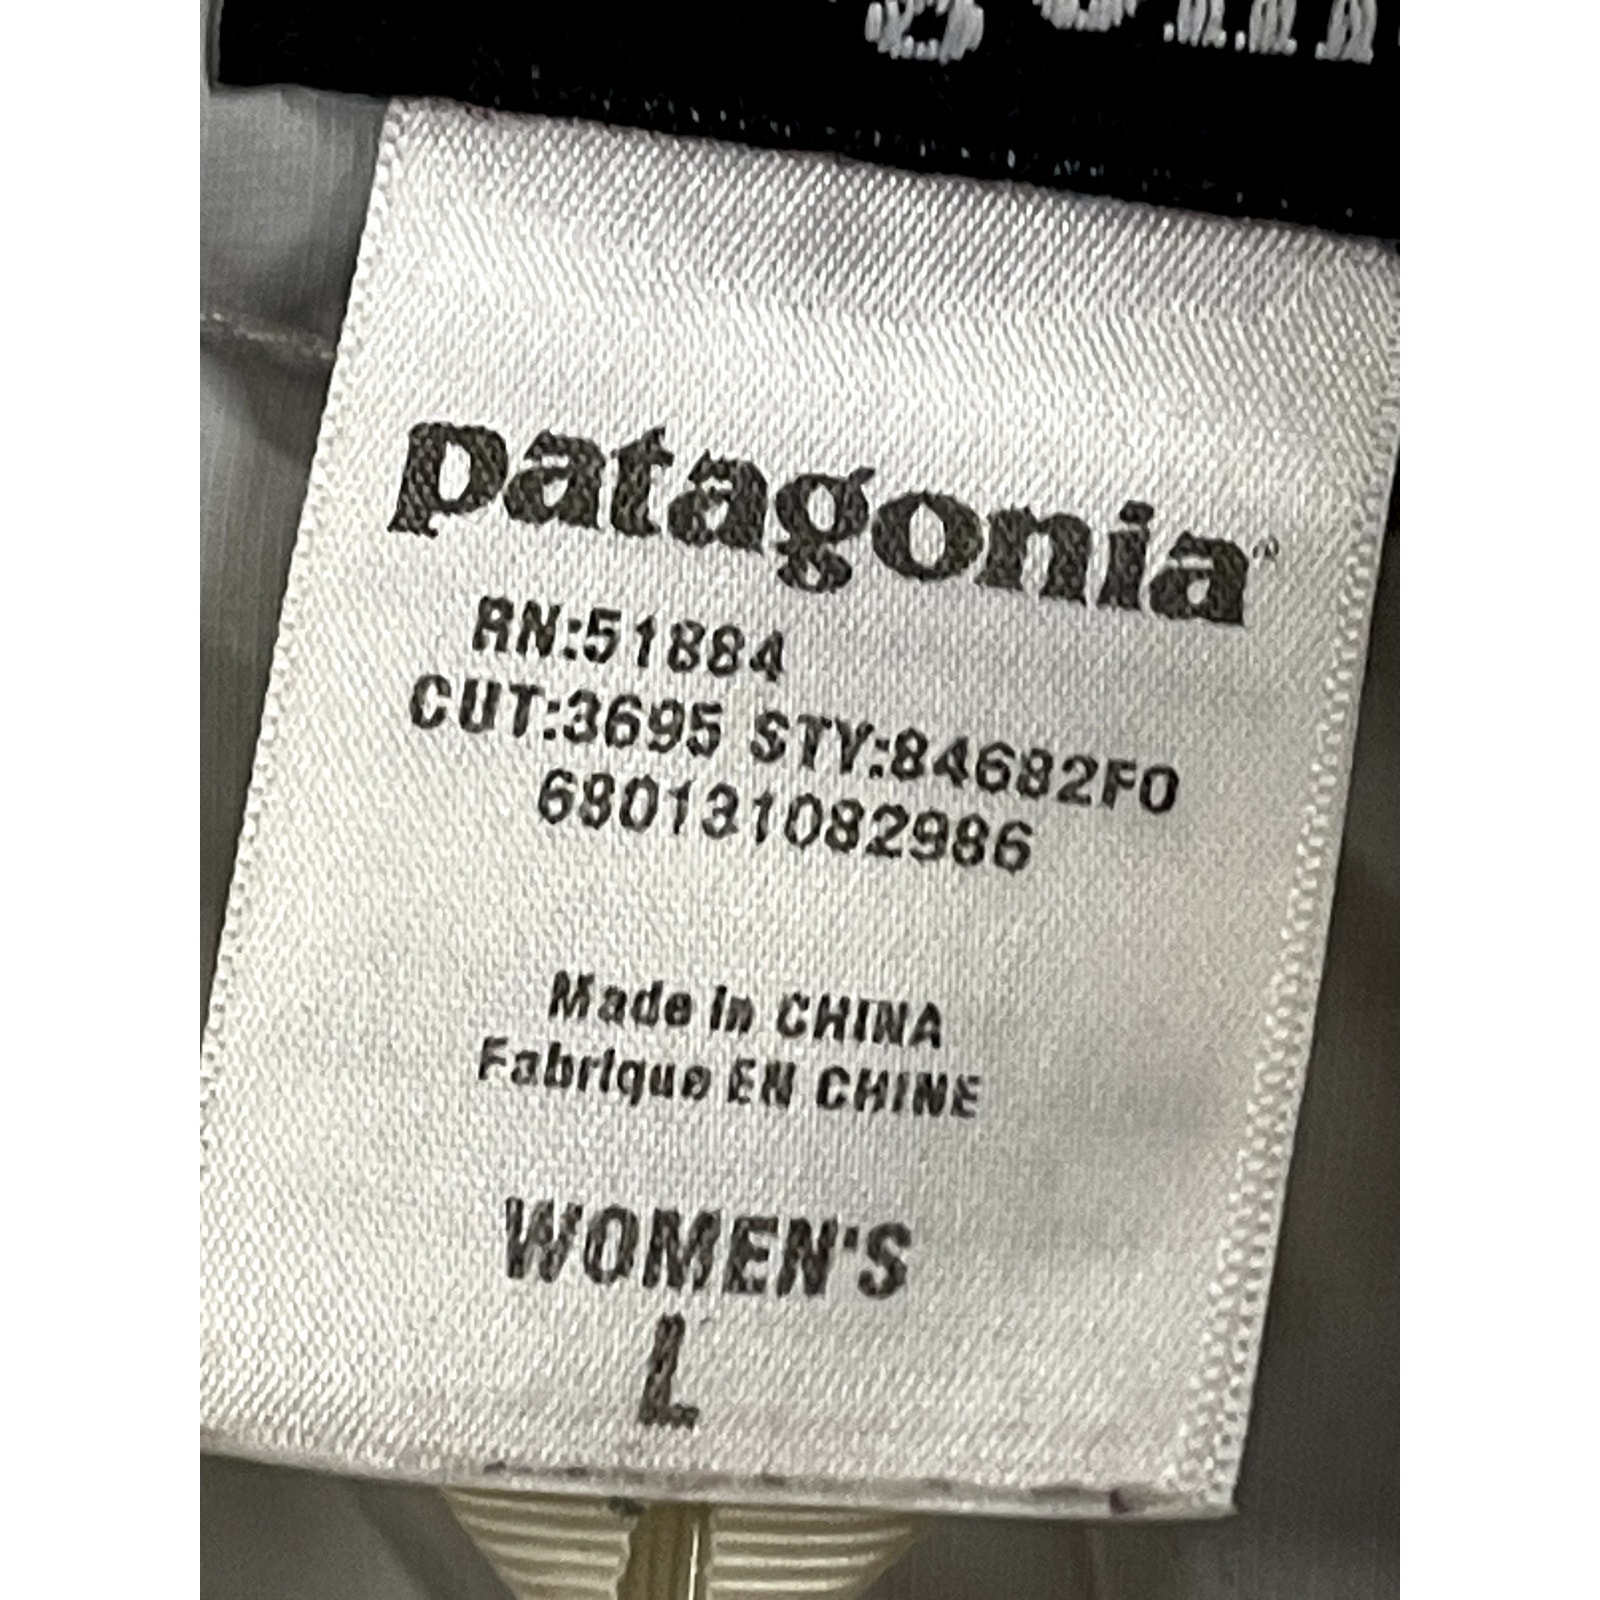 patagonia
RN:51884
CUT:3695 STY:84682F0
680131082986
Made in CHINA
Fabrique EN CHINE
WOMEN'S
L